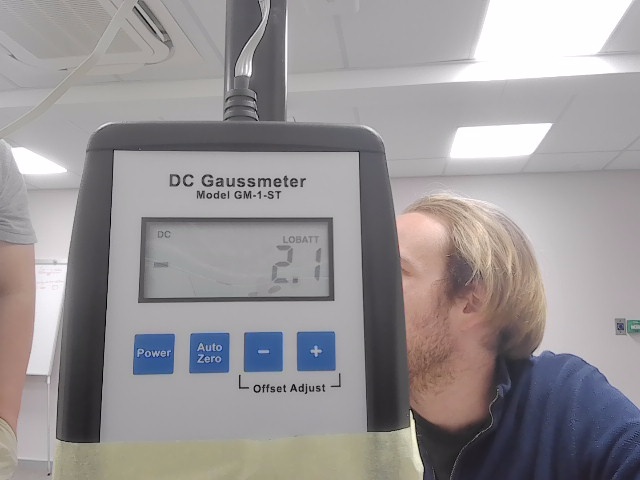 DC Gaussmeter
Model GM-1-ST
DC
LOBATT
- 2.1
Power
Auto
Zero
-
+
Offset Adjust